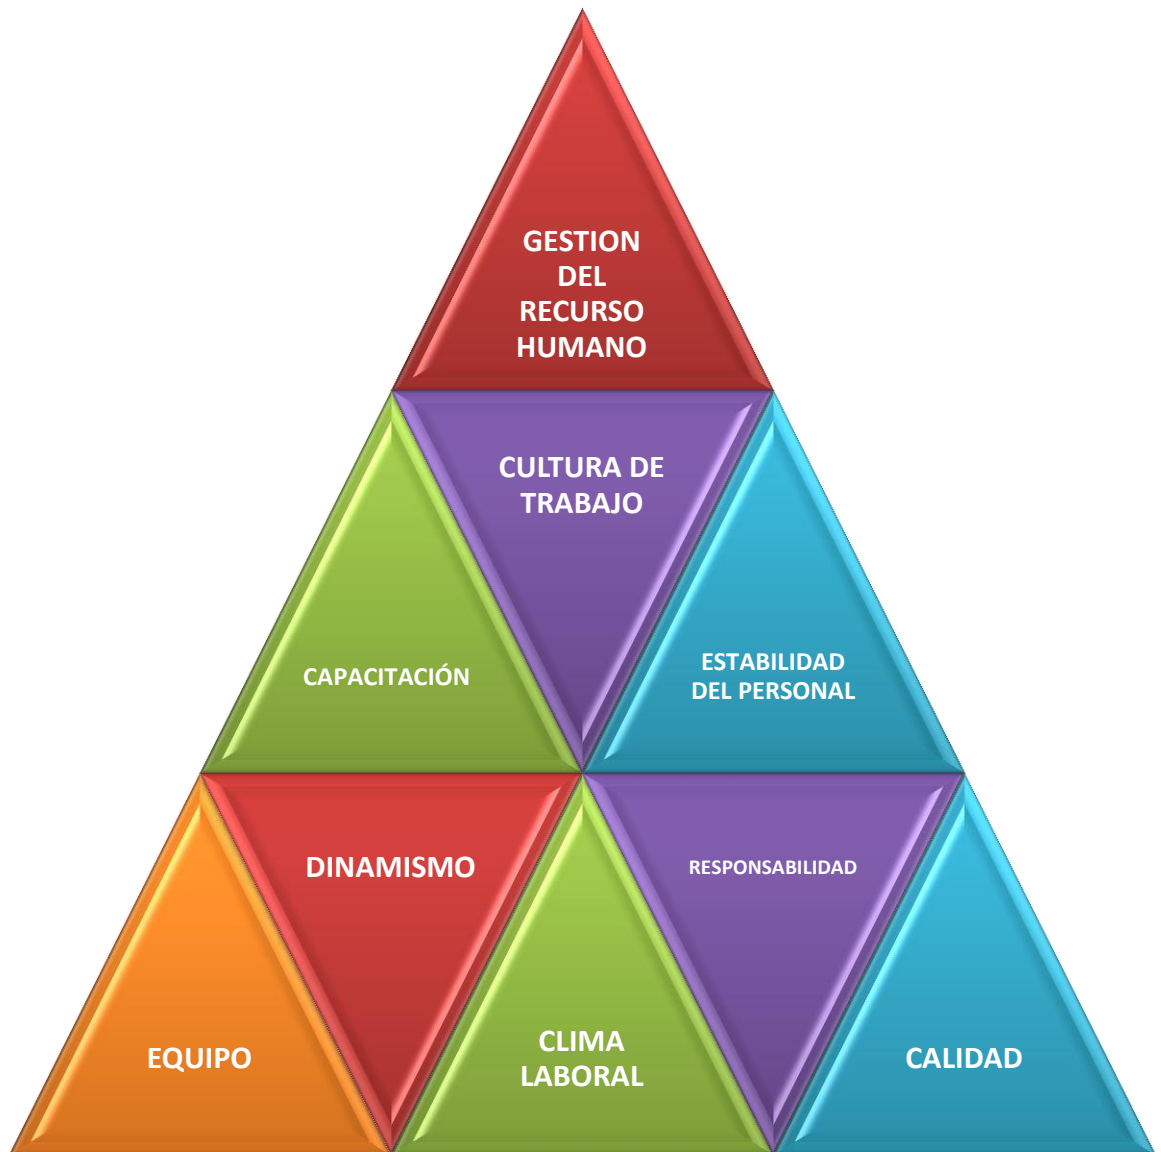 GESTION
DEL
RECURSO
HUMANO
CULTURA DE
TRABAJO
CAPACITACIÓN
ESTABILIDAD
DEL PERSONAL
DINAMISMO
RESPONSABILIDAD
EQUIPO
CLIMA
LABORAL
CALIDAD